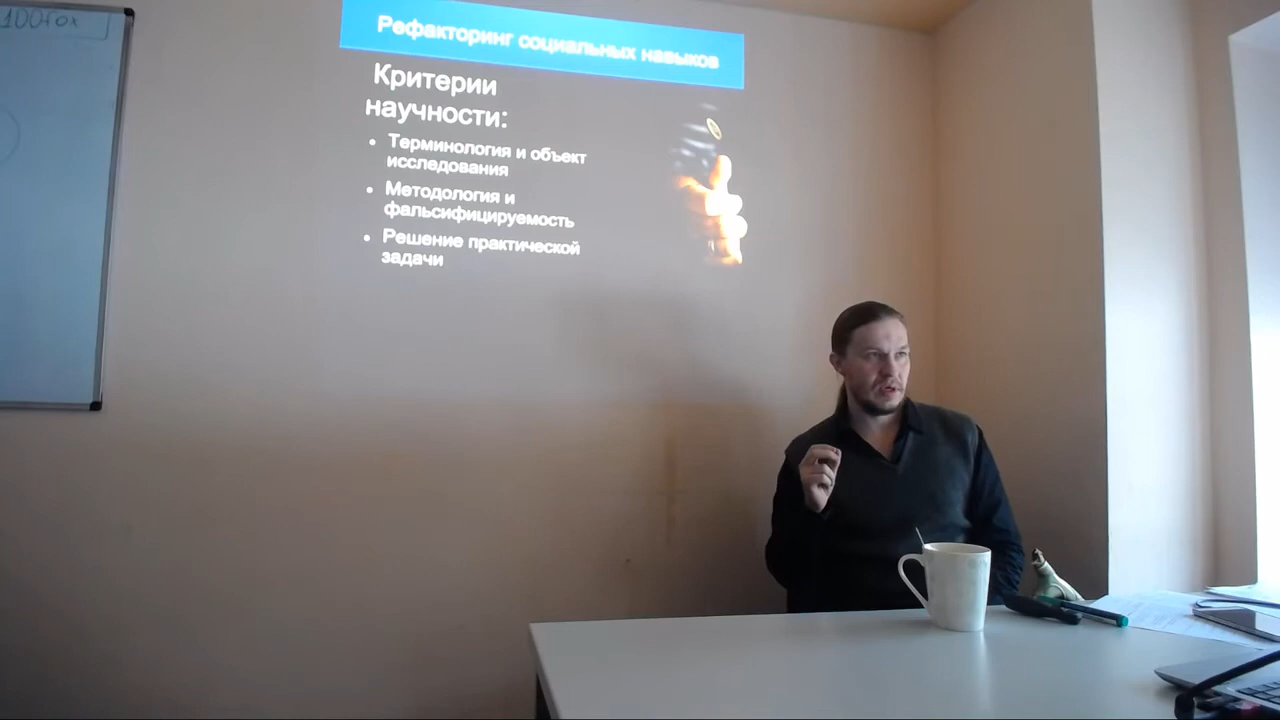 Рефакторинг социальных навыков
Критерии
научности:
• Терминология и объект
исследования
• Методология и
фальсифицируемость
• Решение практической
задачи